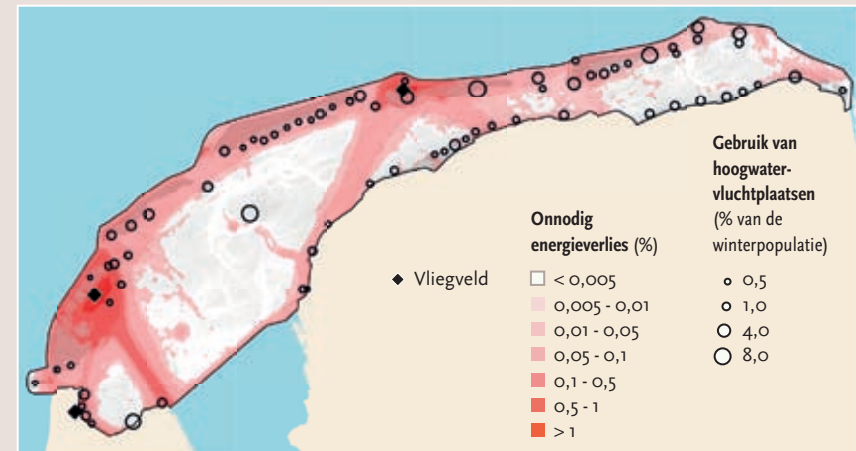 Vliegveld
Onnodig
energieverlies (%)
< 0,005
0,005 - 0,01
0,01 - 0,05
0,05 - 0,1
0,1 - 0,5
0,5 - 1
> 1
Gebruik van
hoogwater-
vluchtplaatsen
(% van de
winterpopulatie)
0,5
1,0
4,0
8,0